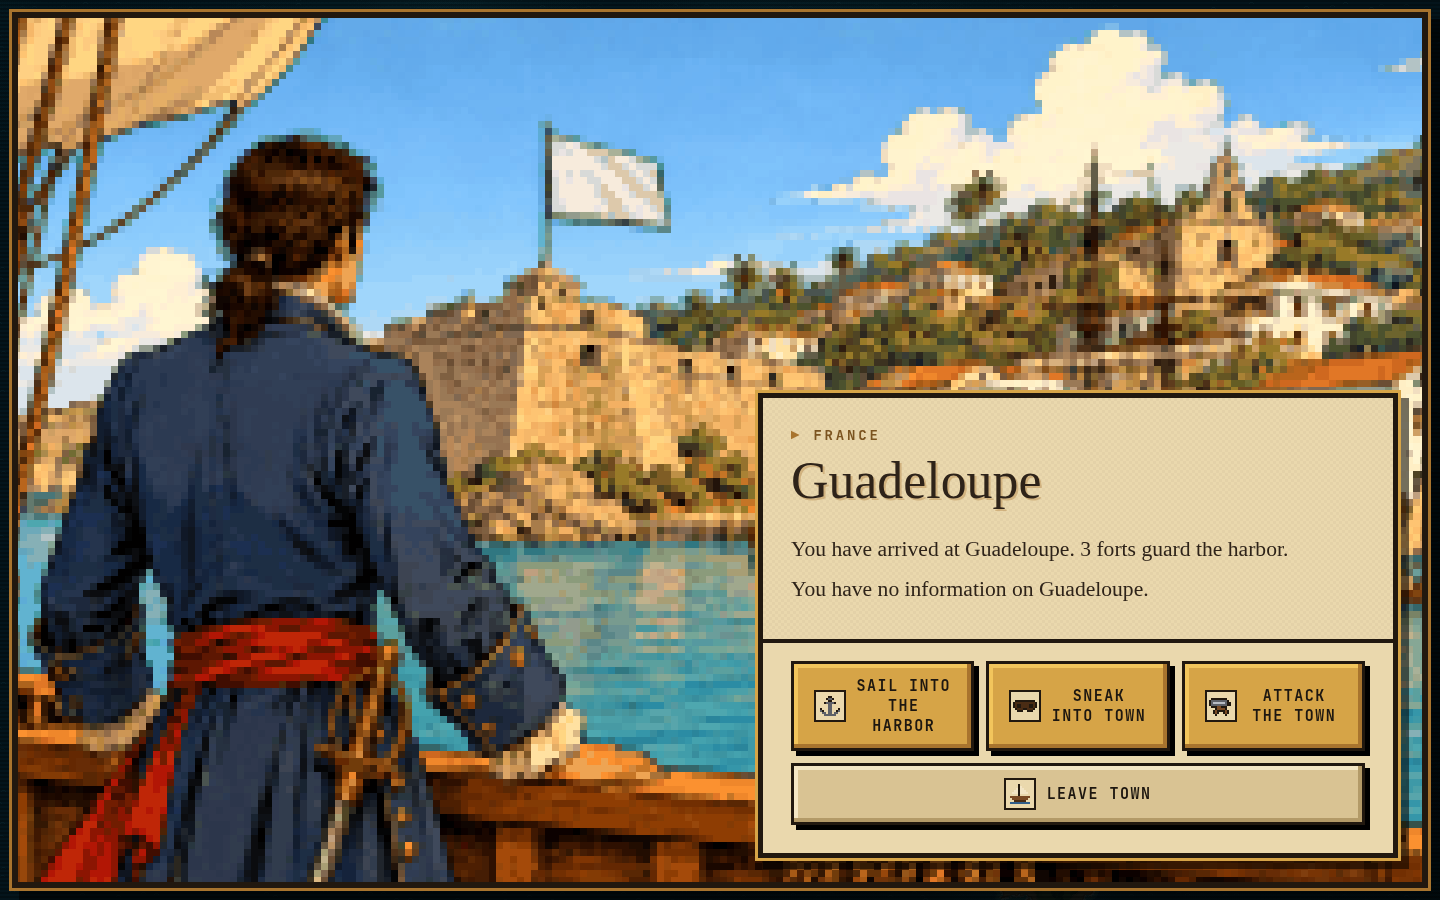 FRANCE
Guadeloupe
You have arrived at Guadeloupe. 3 forts guard the harbor.
You have no information on Guadeloupe.
SAIL INTO
THE
HARBOR
SNEAK
INTO TOWN
ATTACK
THE TOWN
LEAVE TOWN